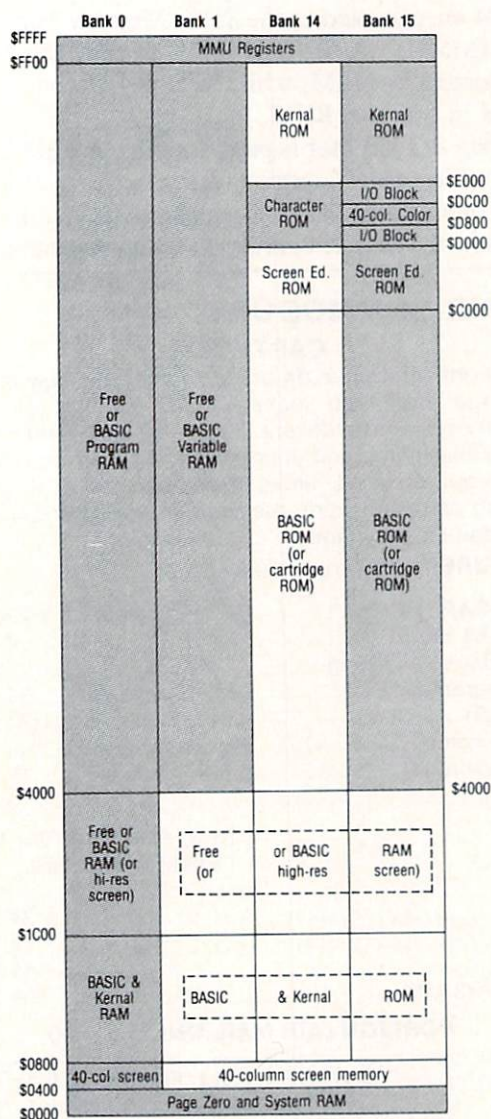 Bank 0 Bank 1 Bank 14 Bank 15
$FFFF
MMU Registers
$FF00
Kernal
ROM
Kernal
ROM
$E000
I/O Block
$DC00
Character
ROM
40-col. Color
$D800
I/O Block
$D000
Screen Ed.
ROM
Screen Ed.
ROM
$C000
Free
or
BASIC
Program
RAM
Free
or
BASIC
Variable
RAM
BASIC
ROM
(or
cartridge
ROM)
BASIC
ROM
(or
cartridge
ROM)
$4000
$4000
Free or
BASIC
RAM (or
hi-res
screen)
Free or BASIC RAM
(or high-res screen)
$1C00
BASIC &
Kernal
RAM
BASIC & Kernal ROM
$0800
40-col. screen
40-column screen memory
$0400
Page Zero and System RAM
$0000